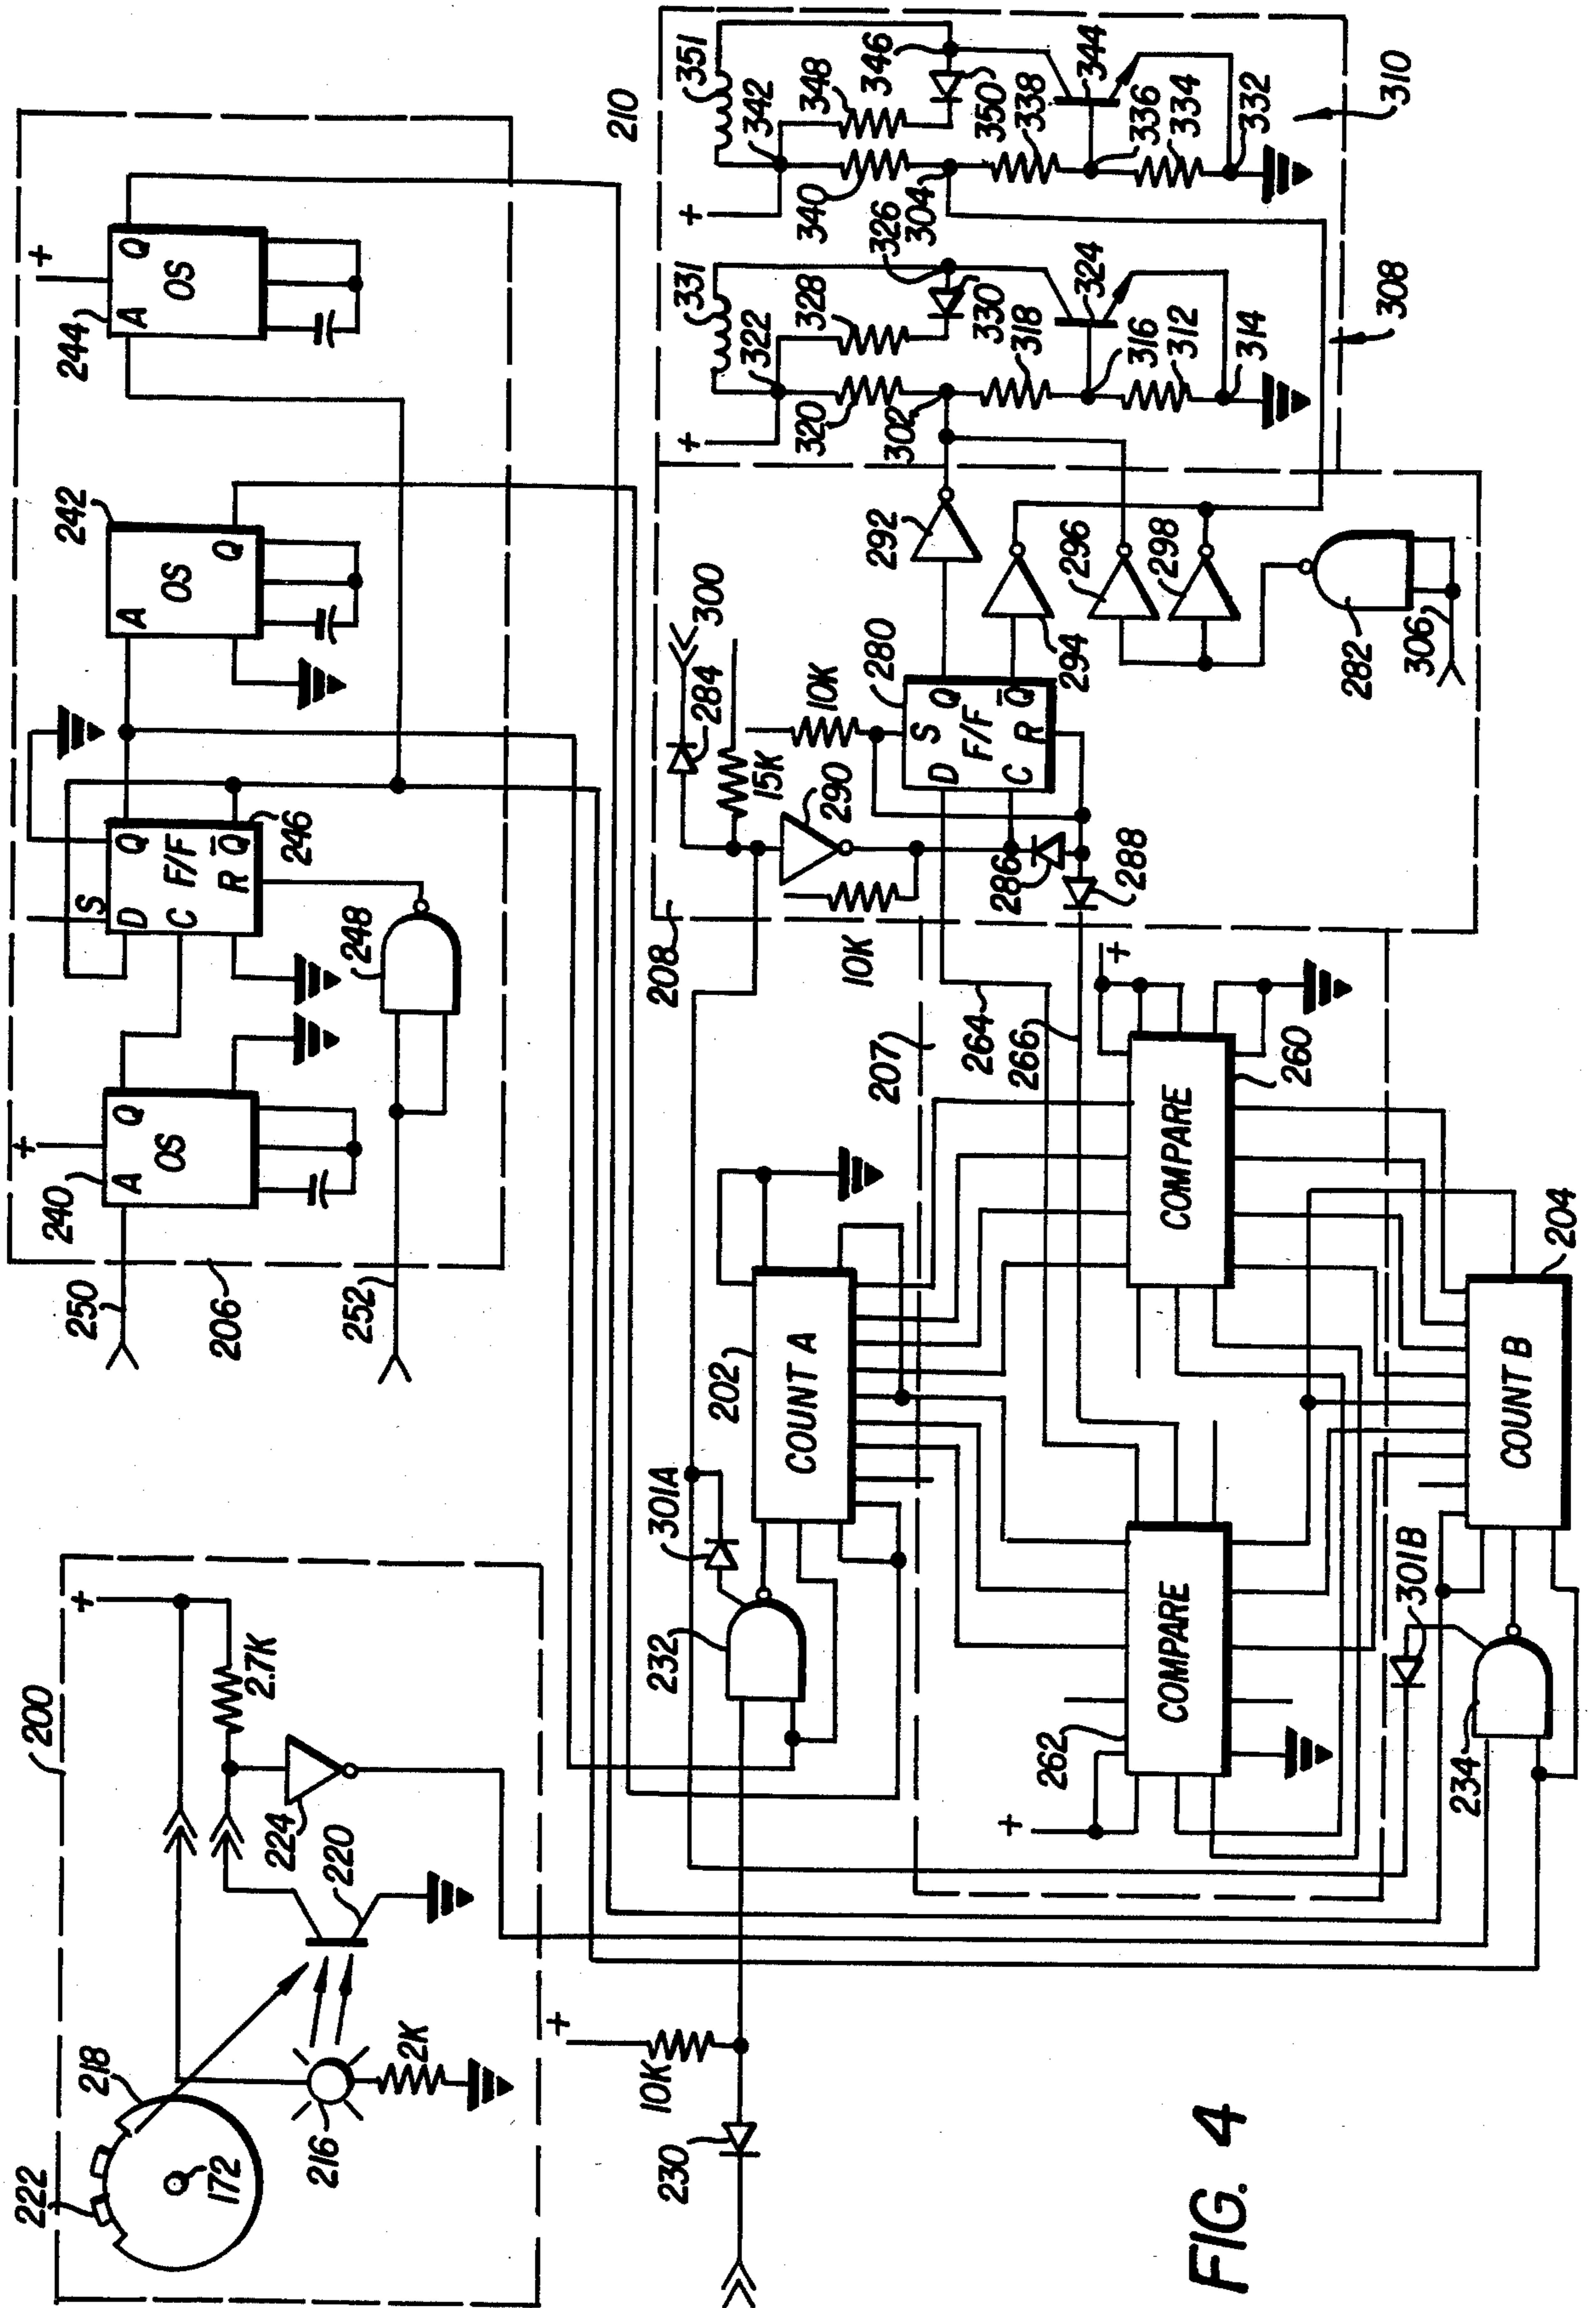 200
+
218
222
172
216
2K
220
224
2.7K
206
250
252
240
+
A
Q
OS
S
D
Q
C
F/F
R
Q̅
246
248
242
A
OS
Q
244
+
A
Q
OS
230
10K
+
232
301A
202
COUNT A
207
208
10K
264
266
262
+
COMPARE
COMPARE
260
+
234
301B
COUNT B
204
300
284
15K
290
10K
280
S
D
Q
F/F
C
R
Q̅
286
288
292
294
296
298
282
306
210
+
331
322
320
328
326
302
330
318
324
316
312
314
308
+
351
342
340
348
346
304
350
338
344
336
334
332
310
FIG. 4